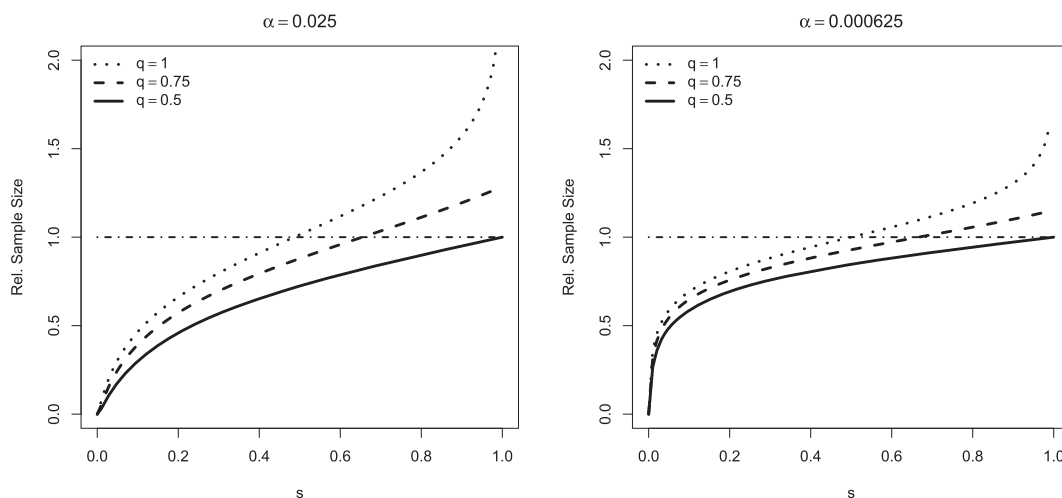 α = 0.025
q = 1
q = 0.75
q = 0.5
Rel. Sample Size
2.0
1.5
1.0
0.5
0.0
0.0 0.2 0.4 0.6 0.8 1.0
s
α = 0.000625
q = 1
q = 0.75
q = 0.5
Rel. Sample Size
2.0
1.5
1.0
0.5
0.0
0.0 0.2 0.4 0.6 0.8 1.0
s